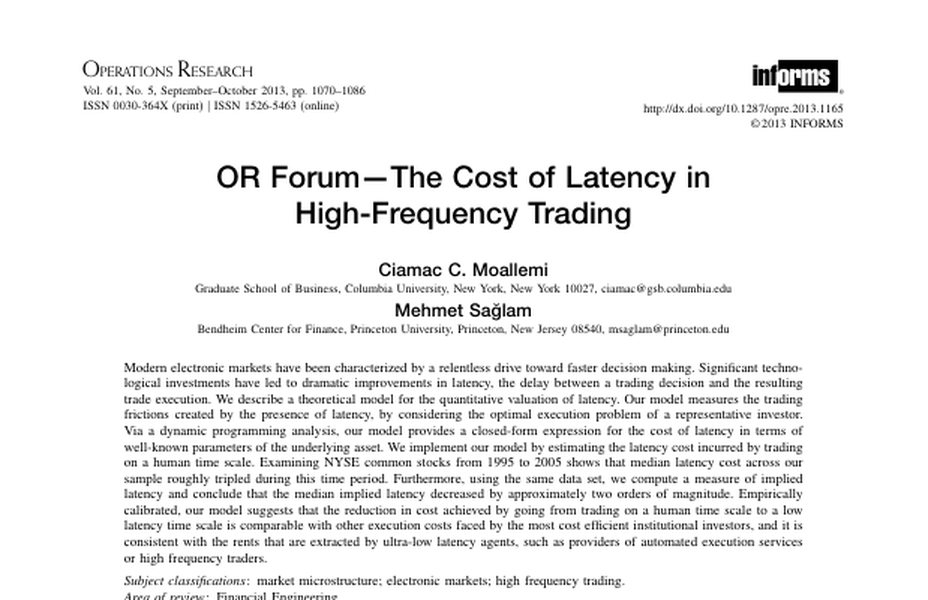 OPERATIONS RESEARCH
Vol. 61, No. 5, September–October 2013, pp. 1070–1086
ISSN 0030-364X (print) | ISSN 1526-5463 (online)
informs
http://dx.doi.org/10.1287/opre.2013.1165
©2013 INFORMS
OR Forum—The Cost of Latency in
High-Frequency Trading
Ciamac C. Moallemi
Graduate School of Business, Columbia University, New York, New York 10027, ciamac@gsb.columbia.edu
Mehmet Sağlam
Bendheim Center for Finance, Princeton University, Princeton, New Jersey 08540, msaglam@princeton.edu
Modern electronic markets have been characterized by a relentless drive toward faster decision making. Significant techno-
logical investments have led to dramatic improvements in latency, the delay between a trading decision and the resulting
trade execution. We describe a theoretical model for the quantitative valuation of latency. Our model measures the trading
frictions created by the presence of latency, by considering the optimal execution problem of a representative investor.
Via a dynamic programming analysis, our model provides a closed-form expression for the cost of latency in terms of
well-known parameters of the underlying asset. We implement our model by estimating the latency cost incurred by trading
on a human time scale. Examining NYSE common stocks from 1995 to 2005 shows that median latency cost across our
sample roughly tripled during this time period. Furthermore, using the same data set, we compute a measure of implied
latency and conclude that the median implied latency decreased by approximately two orders of magnitude. Empirically
calibrated, our model suggests that the reduction in cost achieved by going from trading on a human time scale to a low
latency time scale is comparable with other execution costs faced by the most cost efficient institutional investors, and it is
consistent with the rents that are extracted by ultra-low latency agents, such as providers of automated execution services
or high frequency traders.
Subject classifications: market microstructure; electronic markets; high frequency trading.
Area of review: Financial Engineering